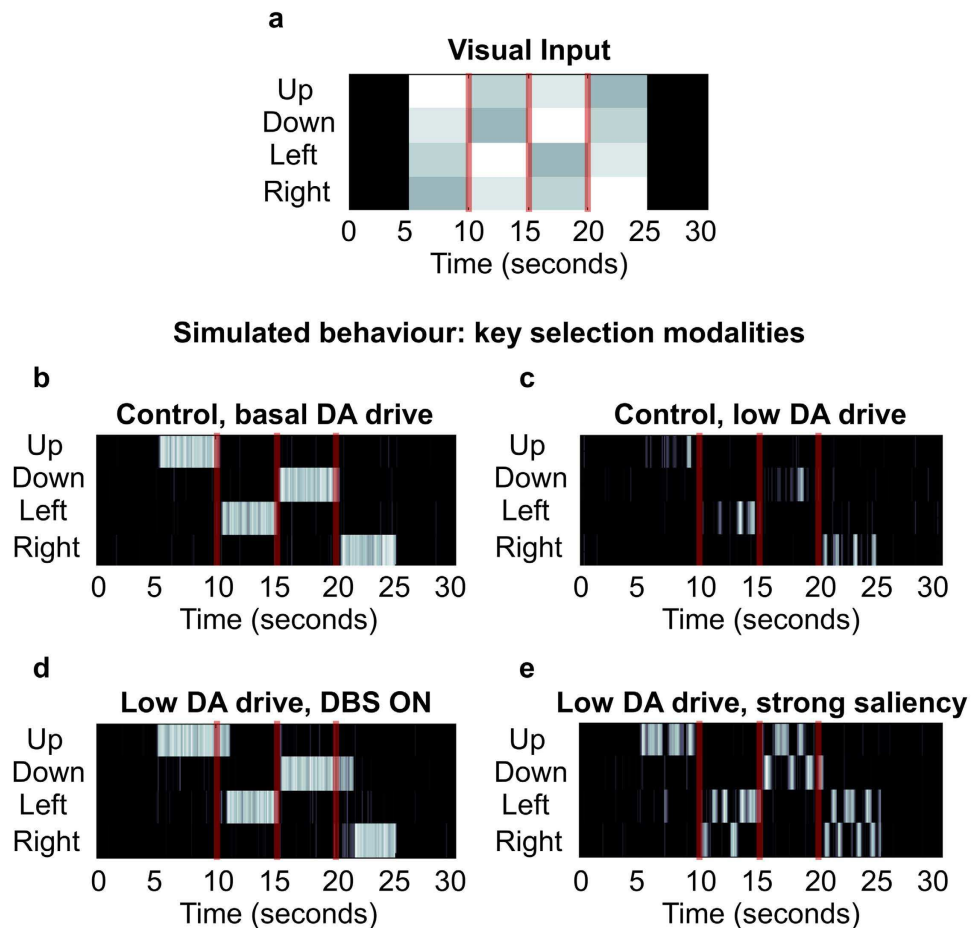 a
Visual Input
Up
Down
Left
Right
0 5 10 15 20 25 30
Time (seconds)
Simulated behaviour: key selection modalities
b
Control, basal DA drive
Up
Down
Left
Right
0 5 10 15 20 25 30
Time (seconds)
c
Control, low DA drive
Up
Down
Left
Right
0 5 10 15 20 25 30
Time (seconds)
d
Low DA drive, DBS ON
Up
Down
Left
Right
0 5 10 15 20 25 30
Time (seconds)
e
Low DA drive, strong saliency
Up
Down
Left
Right
0 5 10 15 20 25 30
Time (seconds)